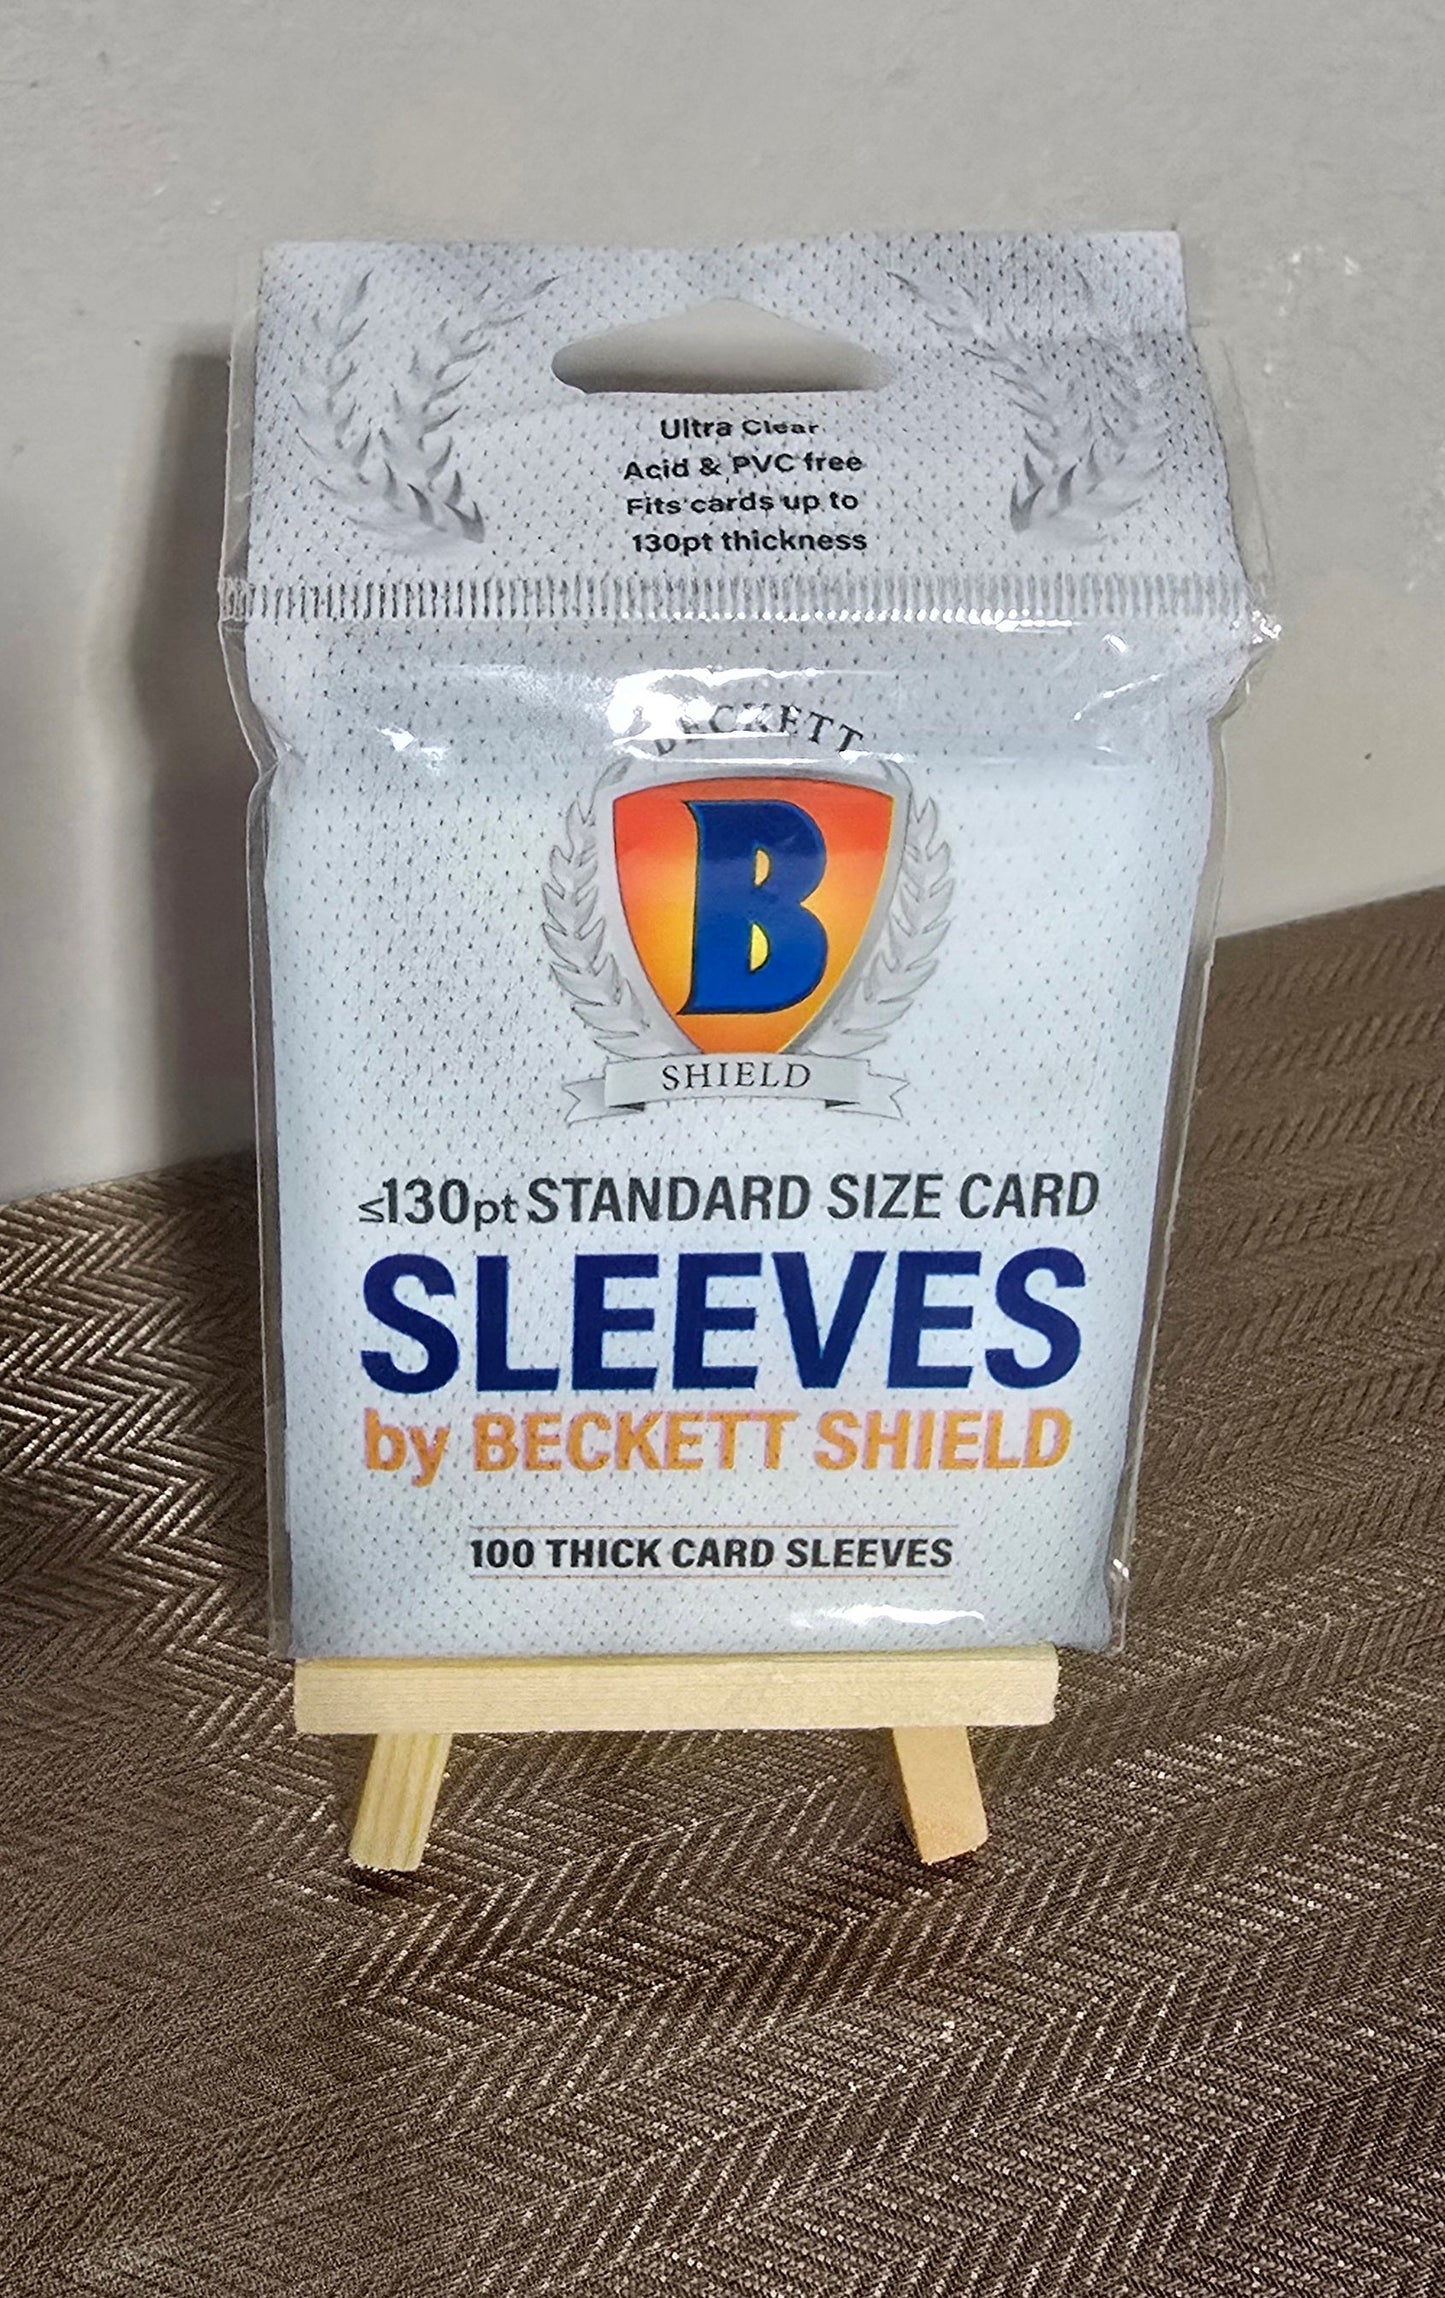 Ultra Clear
Acid & PVC free
Fits cards up to
130pt thickness
BECKETT
B
SHIELD
≤130pt STANDARD SIZE CARD
SLEEVES
by BECKETT SHIELD
100 THICK CARD SLEEVES